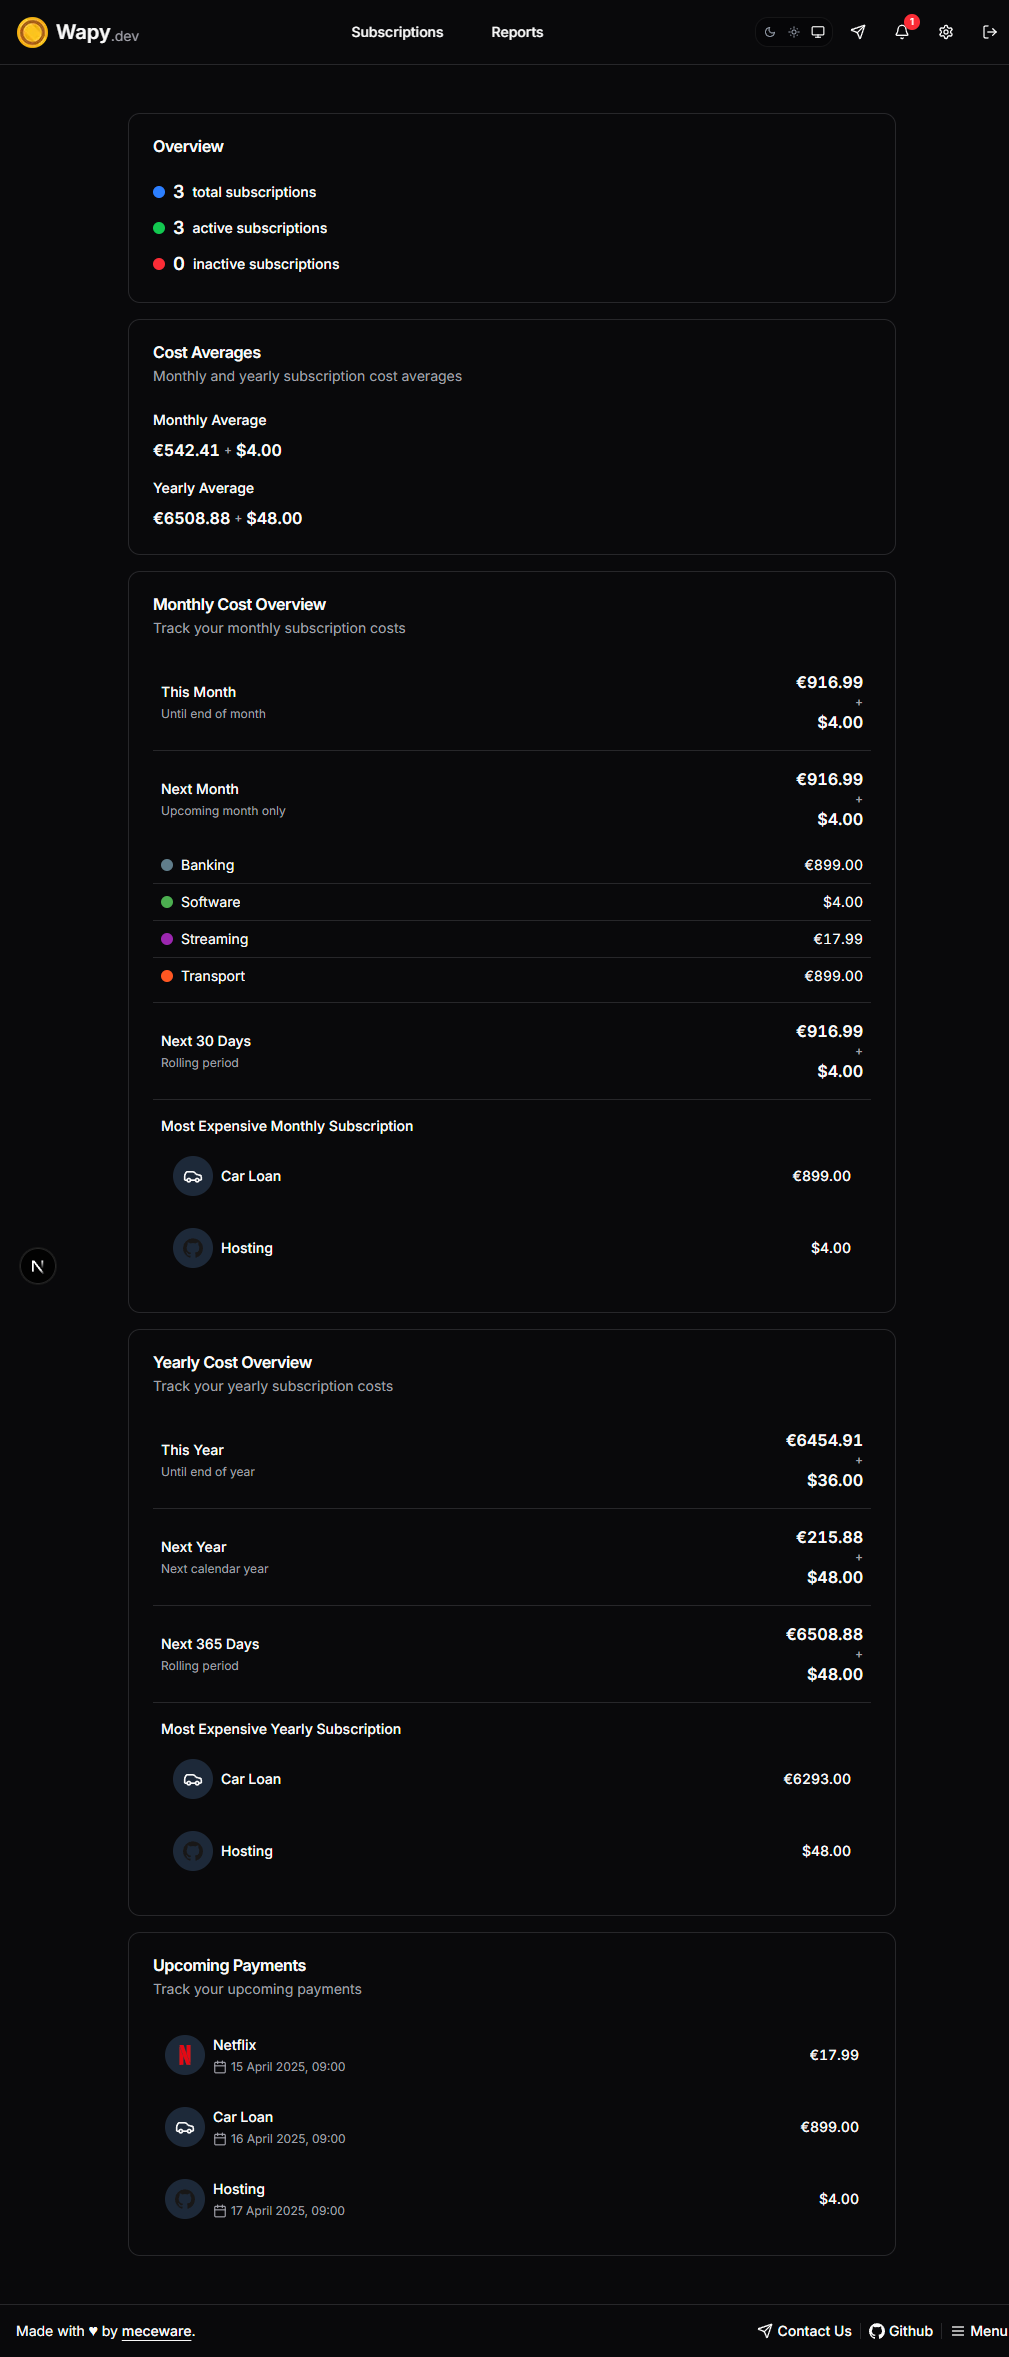 Wapy.dev
Subscriptions
Reports
1
Overview
3 total subscriptions
3 active subscriptions
0 inactive subscriptions
Cost Averages
Monthly and yearly subscription cost averages
Monthly Average
€542.41 + $4.00
Yearly Average
€6508.88 + $48.00
Monthly Cost Overview
Track your monthly subscription costs
This Month
Until end of month
€916.99
+
$4.00
Next Month
Upcoming month only
€916.99
+
$4.00
Banking €899.00
Software $4.00
Streaming €17.99
Transport €899.00
Next 30 Days
Rolling period
€916.99
+
$4.00
Most Expensive Monthly Subscription
Car Loan €899.00
Hosting $4.00
N
Yearly Cost Overview
Track your yearly subscription costs
This Year
Until end of year
€6454.91
+
$36.00
Next Year
Next calendar year
€215.88
+
$48.00
Next 365 Days
Rolling period
€6508.88
+
$48.00
Most Expensive Yearly Subscription
Car Loan €6293.00
Hosting $48.00
Upcoming Payments
Track your upcoming payments
N
Netflix
15 April 2025, 09:00
€17.99
Car Loan
16 April 2025, 09:00
€899.00
Hosting
17 April 2025, 09:00
$4.00
Made with ♥ by meceware.
Contact Us
Github
Menu